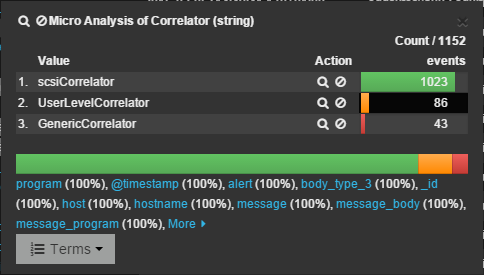 Micro Analysis of Correlator (string)
Count / 1152
Value Action events
1. scsiCorrelator 1023
2. UserLevelCorrelator 86
3. GenericCorrelator 43
program (100%), @timestamp (100%), alert (100%), body_type_3 (100%), _id
(100%), host (100%), hostname (100%), message (100%), message_body (100%),
message_program (100%), More
Terms